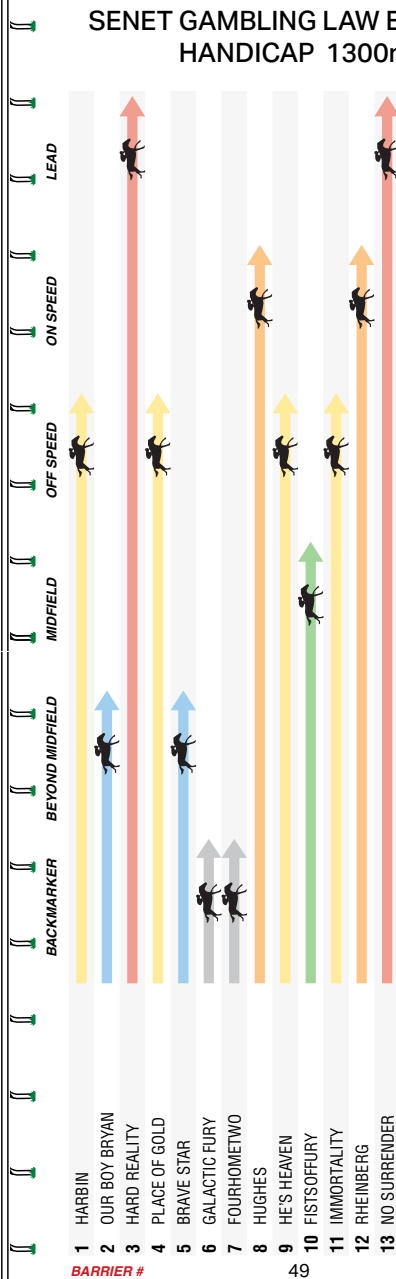 SENET GAMBLING LAW E
HANDICAP 1300m
LEAD
ON SPEED
OFF SPEED
MIDFIELD
BEYOND MIDFIELD
BACKMARKER
1 HARBIN
2 OUR BOY BRYAN
3 HARD REALITY
4 PLACE OF GOLD
5 BRAVE STAR
6 GALACTIC FURY
7 FOURHOMETWO
8 HUGHES
9 HE'S HEAVEN
10 FISTSOFFURY
11 IMMORTALITY
12 RHEINBERG
13 NO SURRENDER
BARRIER #
49